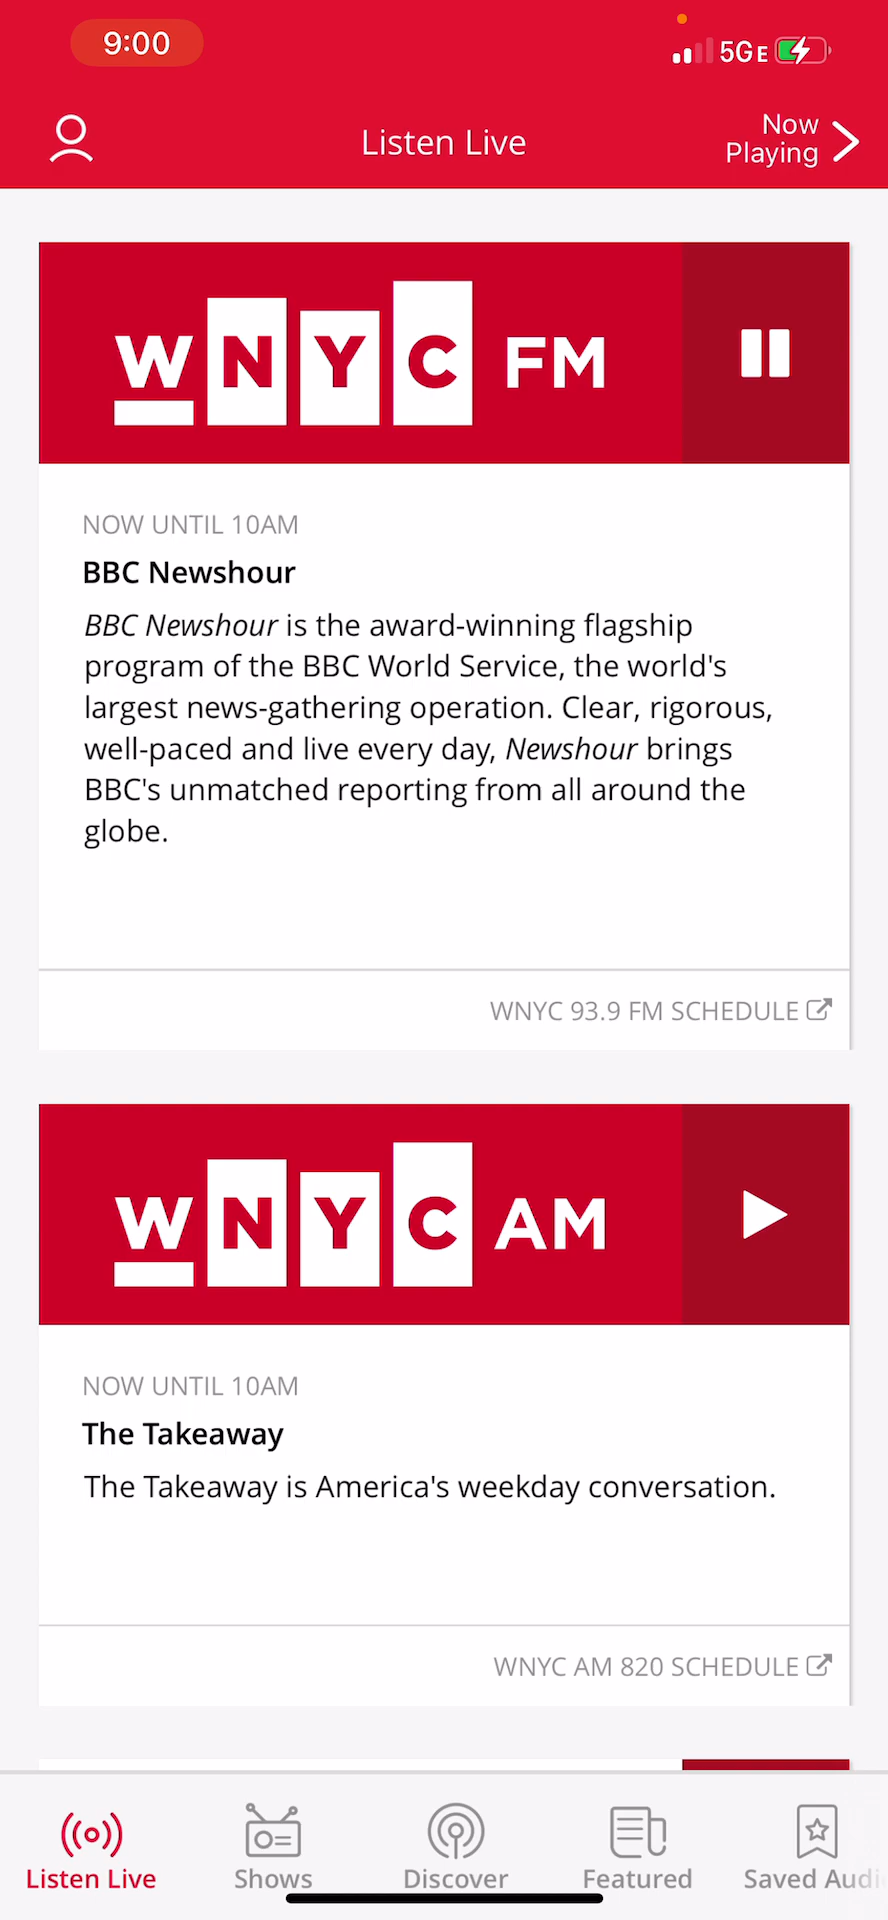 9:00
5GE
Listen Live
Now
Playing
WNYC FM
NOW UNTIL 10AM
BBC Newshour
BBC Newshour is the award-winning flagship
program of the BBC World Service, the world's
largest news-gathering operation. Clear, rigorous,
well-paced and live every day, Newshour brings
BBC's unmatched reporting from all around the
globe.
WNYC 93.9 FM SCHEDULE
WNYC AM
NOW UNTIL 10AM
The Takeaway
The Takeaway is America's weekday conversation.
WNYC AM 820 SCHEDULE
Listen Live
Shows
Discover
Featured
Saved Audi